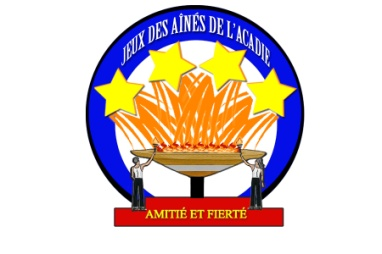 JEUX DES AÎNÉS DE L'ACADIE
AMITIÉ ET FIERTÉ